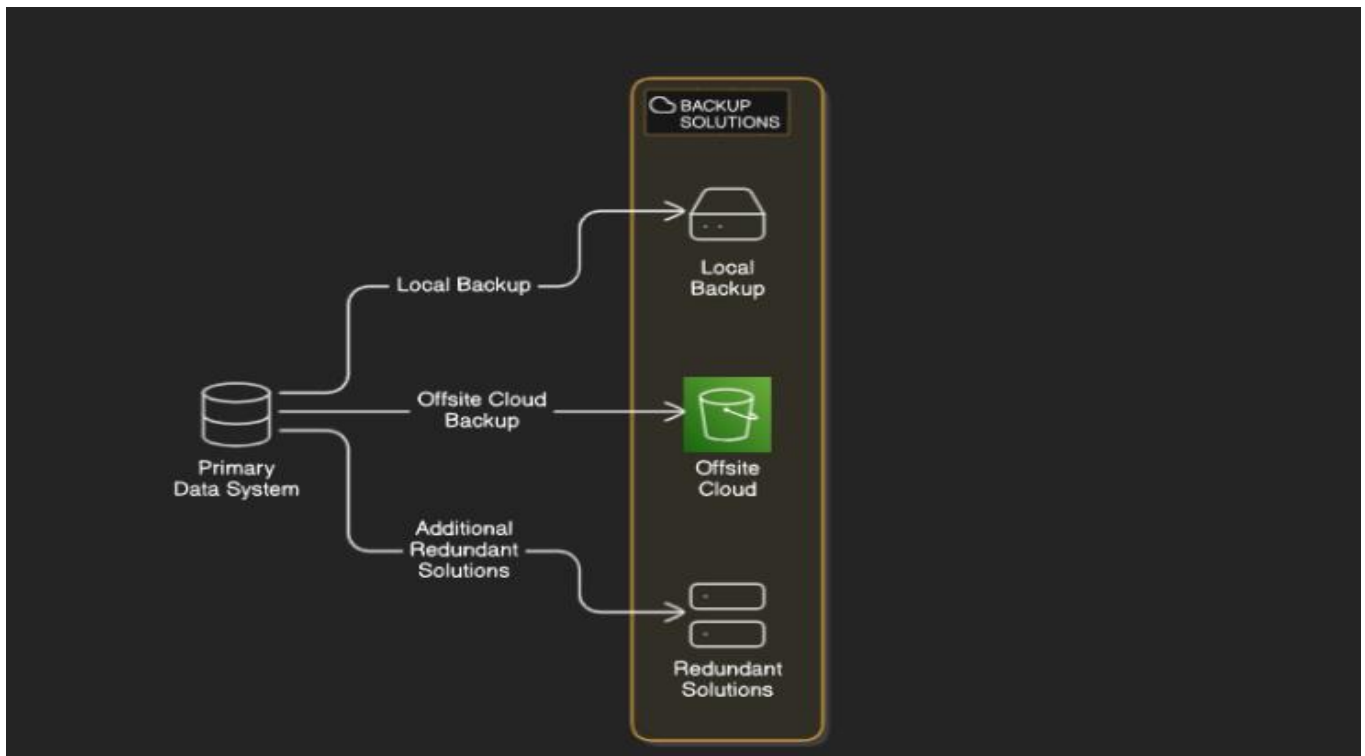 BACKUP
SOLUTIONS
Local Backup
Local
Backup
Offsite Cloud
Backup
Primary
Data System
Offsite
Cloud
Additional
Redundant
Solutions
Redundant
Solutions